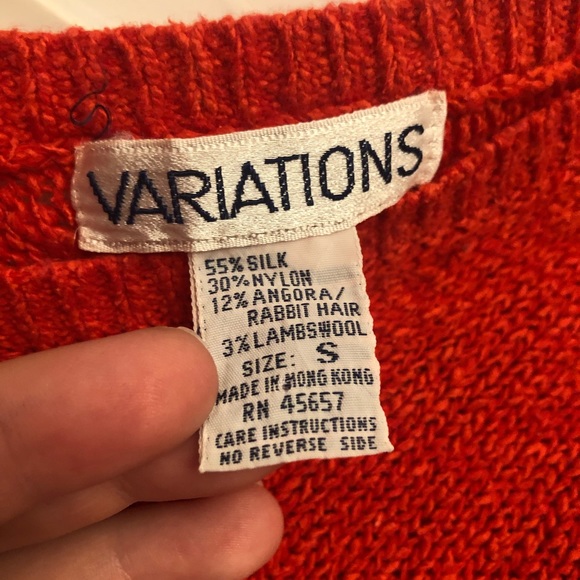 VARIATIONS
55% SILK
30% NYLON
12% ANGORA/
RABBIT HAIR
3% LAMBSWOOL
SIZE: S
MADE IN HONG KONG
RN 45657
CARE INSTRUCTIONS
NO REVERSE SIDE